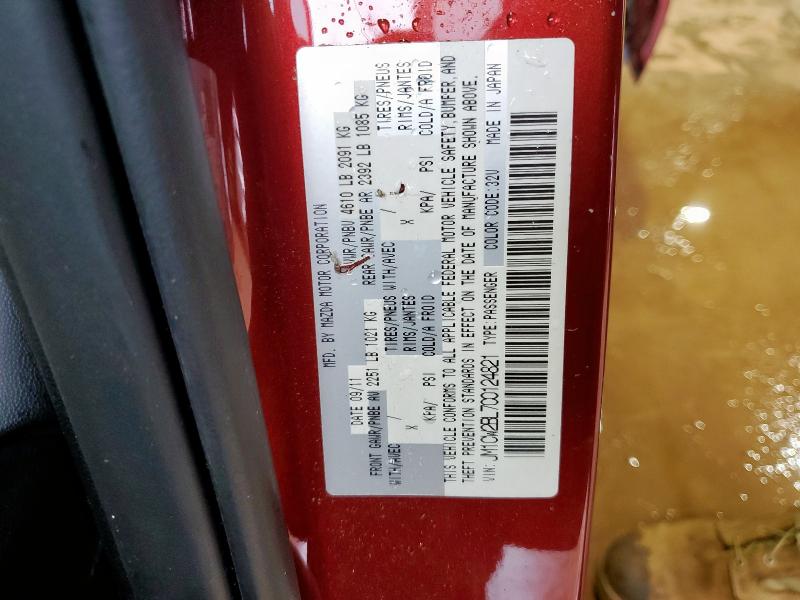 MFD. BY MAZDA MOTOR CORPORATION
DATE 09/11 /PNBV 4610 LB 2091 KG
FRONT GAWR/PNBE AV 2251 LB 1021 KG REAR GAWR/PNBE AR 2392 LB 1085 KG
WITH/AVEC TIRES/PNEUS WITH/AVEC TIRES/PNEUS
X / RIMS/JANTES X / RIMS/JANTES
KPA/ PSI COLD/A FROID KPA/ PSI COLD/A FROID
THIS VEHICLE CONFORMS TO ALL APPLICABLE FEDERAL MOTOR VEHICLE SAFETY, BUMPER, AND
THEFT PREVENTION STANDARDS IN EFFECT ON THE DATE OF MANUFACTURE SHOWN ABOVE.
VIN: TYPE:PASSENGER COLOR CODE:32V MADE IN JAPAN